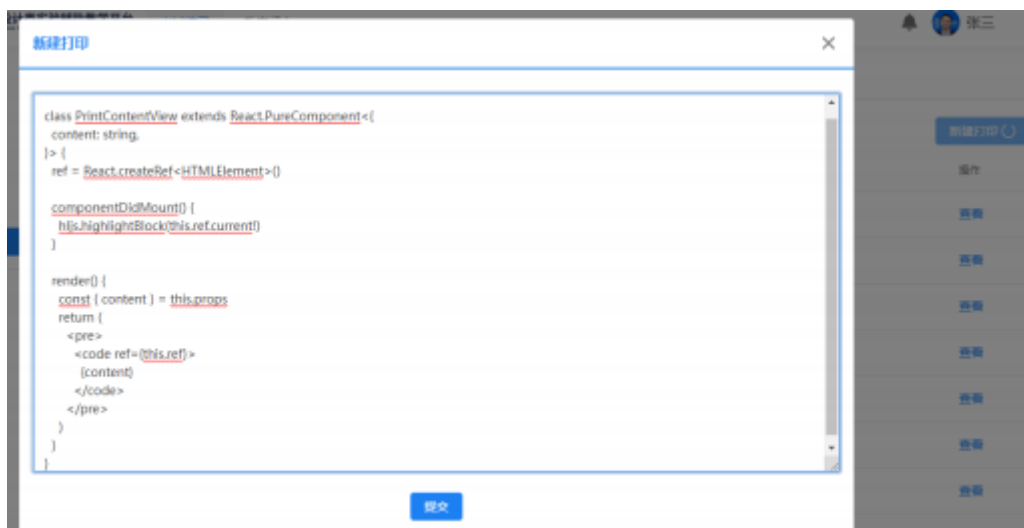 张三
新建打印
×
新建打印
操作
class PrintContentView extends React.PureComponent<{
content: string,
}> {
ref = React.createRef<HTMLElement>()
componentDidMount() {
hljs.highlightBlock(this.ref.current!)
}
render() {
const { content } = this.props
return (
<pre>
<code ref={this.ref}>
{content}
</code>
</pre>
)
}
}
查看
查看
查看
查看
查看
查看
查看
提交